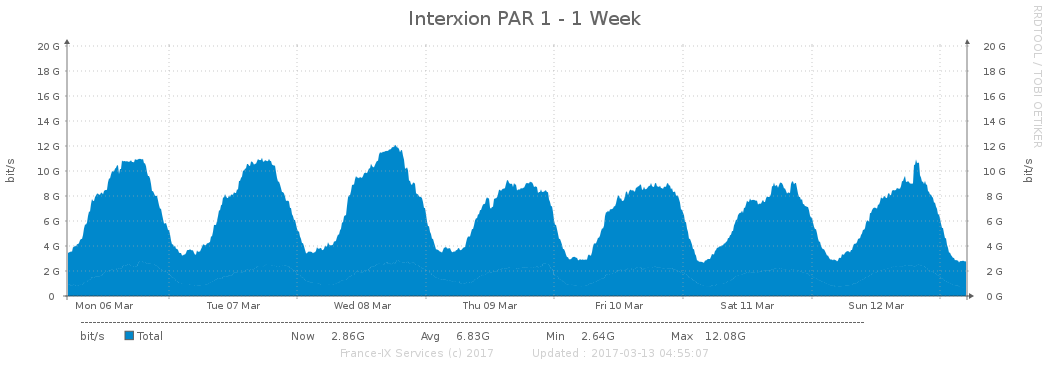 Interxion PAR 1 - 1 Week
RRDTOOL / TOBI OETIKER
20 G 20 G
18 G 18 G
16 G 16 G
14 G 14 G
12 G 12 G
10 G 10 G
8 G 8 G
6 G 6 G
4 G 4 G
2 G 2 G
0 0 G
bit/s
bit/s
Mon 06 Mar Tue 07 Mar Wed 08 Mar Thu 09 Mar Fri 10 Mar Sat 11 Mar Sun 12 Mar
bit/s Total Now 2.86G Avg 6.83G Min 2.64G Max 12.08G
France-IX Services (c) 2017 Updated : 2017-03-13 04:55:07